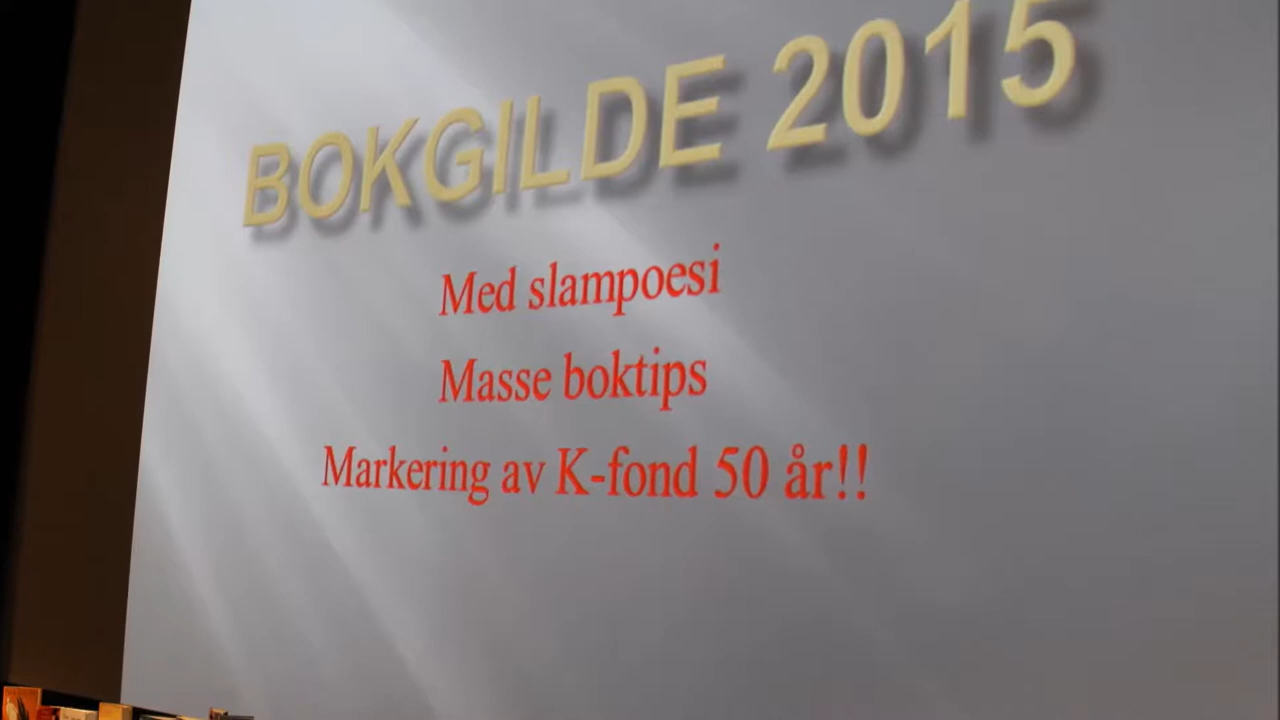 BOKGILDE 2015
Med slampoesi
Masse boktips
Markering av K-fond 50 år!!